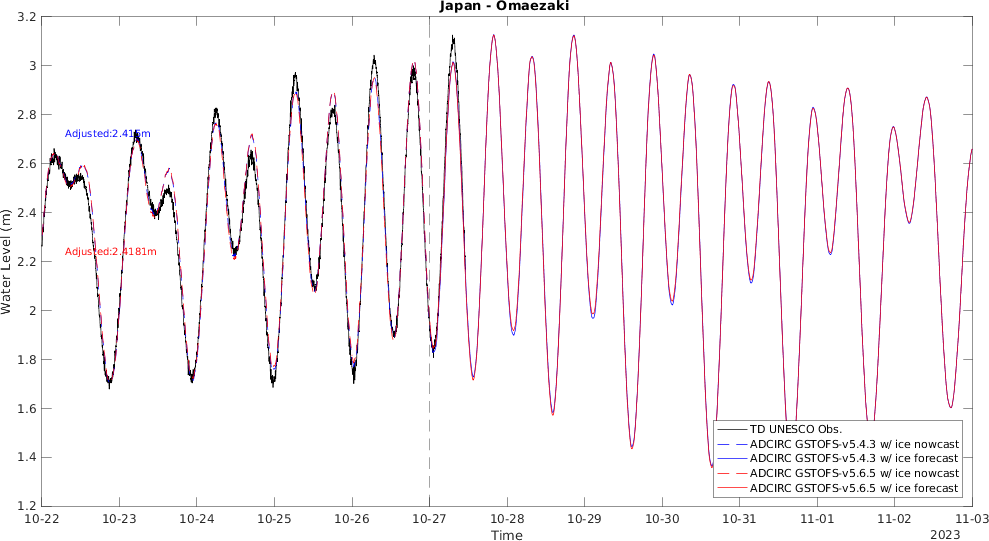 Japan - Omaezaki
3.2
3
2.8
2.6
2.4
2.2
2
1.8
1.6
1.4
1.2
Water Level (m)
Adjusted:2.415m
Adjusted:2.4181m
TD UNESCO Obs.
ADCIRC GSTOFS-v5.4.3 w/ ice nowcast
ADCIRC GSTOFS-v5.4.3 w/ ice forecast
ADCIRC GSTOFS-v5.6.5 w/ ice nowcast
ADCIRC GSTOFS-v5.6.5 w/ ice forecast
10-22 10-23 10-24 10-25 10-26 10-27 10-28 10-29 10-30 10-31 11-01 11-02 11-03
Time
2023